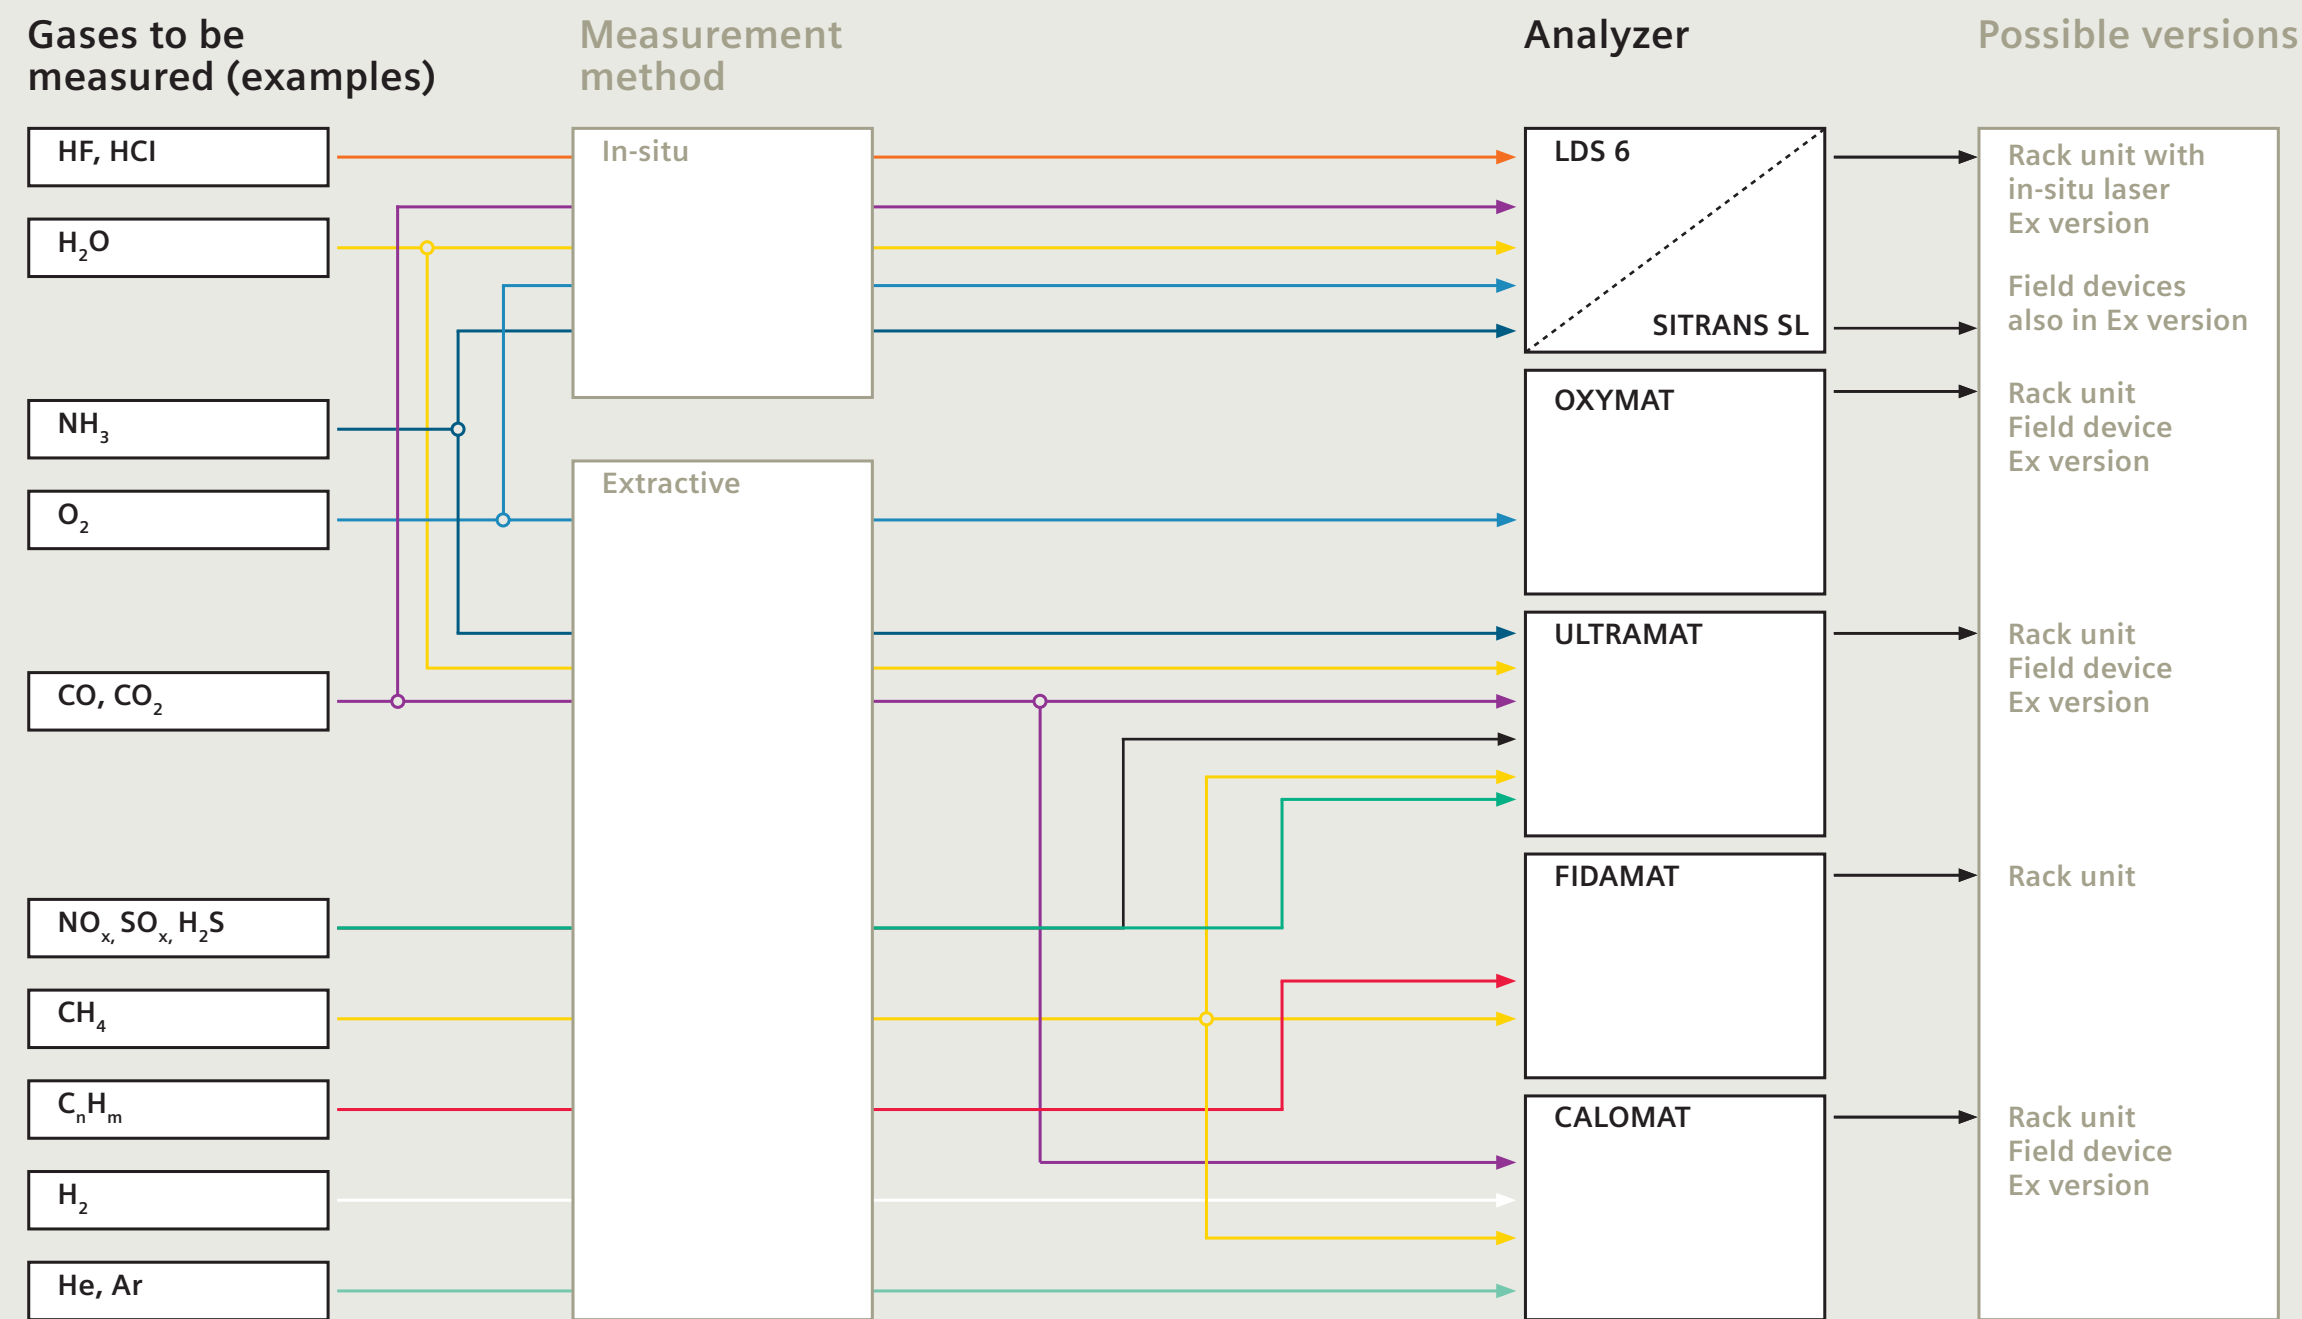 Gases to be
measured (examples)
Measurement
method
Analyzer
Possible versions
HF, HCl
H₂O
NH₃
O₂
CO, CO₂
NOₓ, SOₓ, H₂S
CH₄
CₙHₘ
H₂
He, Ar
In-situ
Extractive
LDS 6
SITRANS SL
OXYMAT
ULTRAMAT
FIDAMAT
CALOMAT
Rack unit with
in-situ laser
Ex version
Field devices
also in Ex version
Rack unit
Field device
Ex version
Rack unit
Field device
Ex version
Rack unit
Rack unit
Field device
Ex version